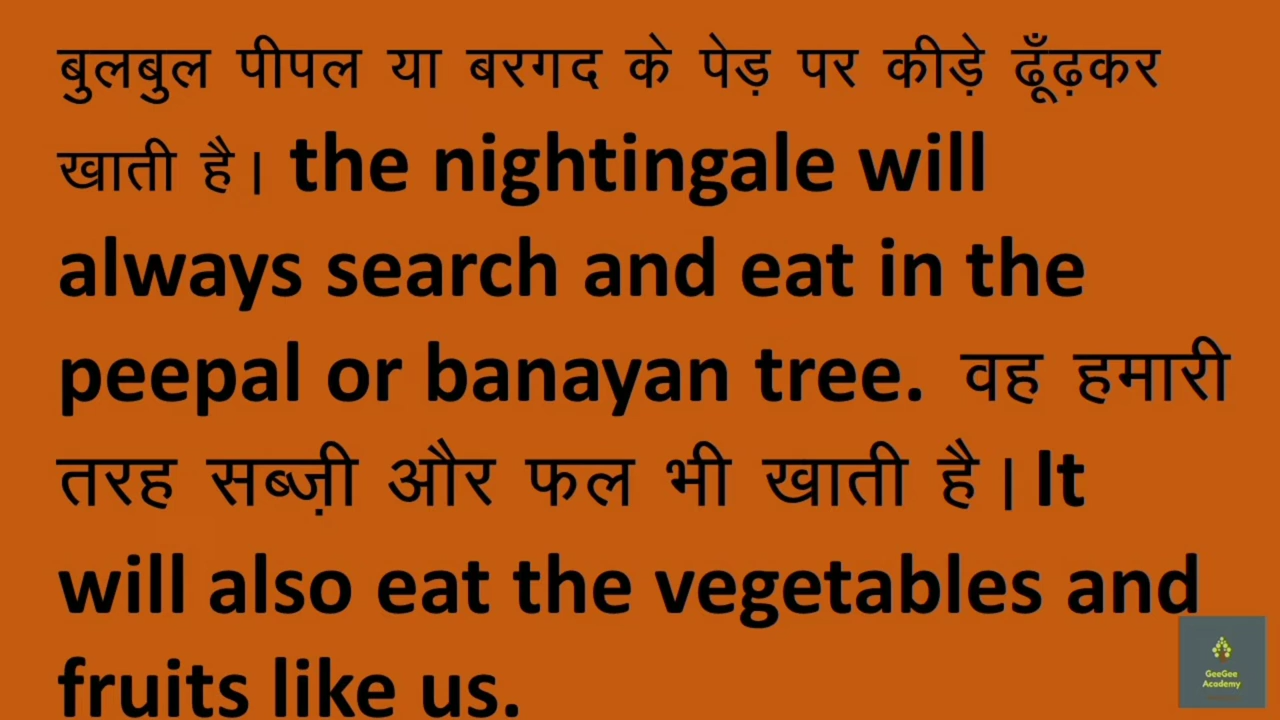 बुलबुल पीपल या बरगद के पेड़ पर कीड़े ढूँढ़कर
खाती है। the nightingale will
always search and eat in the
peepal or banayan tree. वह हमारी
तरह सब्ज़ी और फल भी खाती है। It
will also eat the vegetables and
fruits like us.
GeeGee
Academy